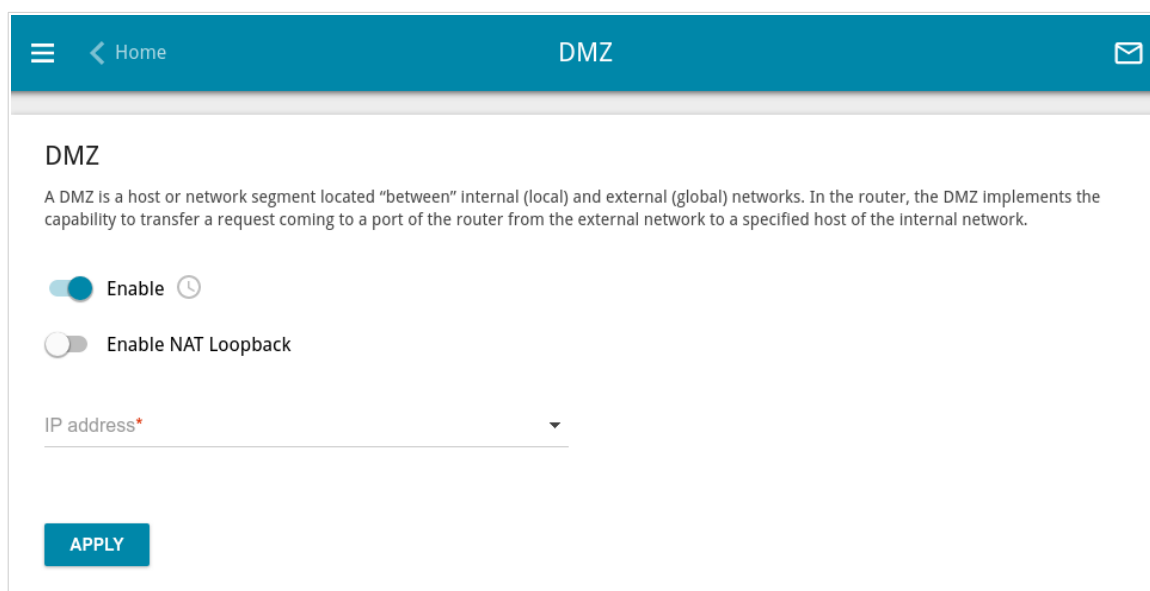 Home
DMZ
DMZ
A DMZ is a host or network segment located “between” internal (local) and external (global) networks. In the router, the DMZ implements the
capability to transfer a request coming to a port of the router from the external network to a specified host of the internal network.
Enable
Enable NAT Loopback
IP address*
APPLY